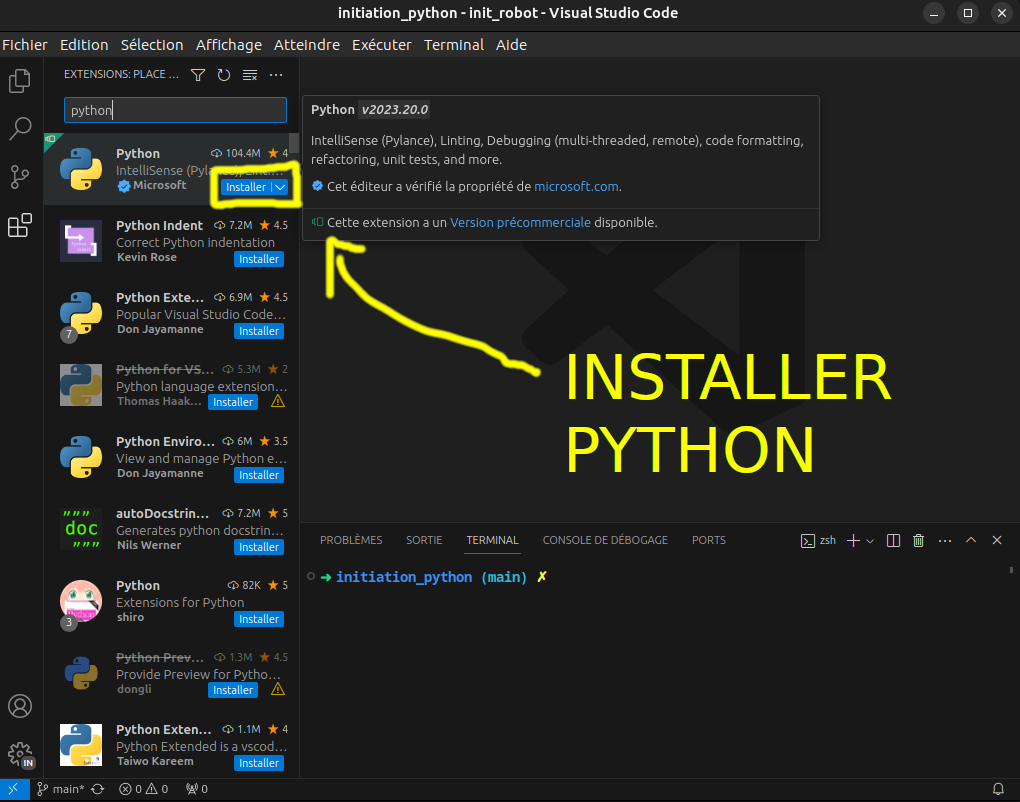 initiation_python - init_robot - Visual Studio Code
Fichier Edition Sélection Affichage Atteindre Exécuter Terminal Aide
EXTENSIONS: PLACE ...
python
Python v2023.20.0
IntelliSense (Pylance), Linting, Debugging (multi-threaded, remote), code formatting,
refactoring, unit tests, and more.
Cet éditeur a vérifié la propriété de microsoft.com.
Cette extension a un Version précommerciale disponible.
Python 104.4M 4
IntelliSense (Pylance), Linti...
Microsoft Installer
Python Indent 7.2M 4.5
Correct Python indentation
Kevin Rose Installer
Python Exte... 6.9M 4.5
Popular Visual Studio Code...
7 Don Jayamanne Installer
Python for VS... 5.3M 2
Python language extension...
Thomas Haak... Installer
Python Enviro... 6M 3.5
View and manage Python e...
Don Jayamanne Installer
""" doc """
autoDocstrin... 7.2M 5
Generates python docstrin...
Nils Werner Installer
Python 82K 5
Extensions for Python
3 shiro Installer
Python Prev... 1.3M 4.5
Provide Preview for Pytho...
dongli Installer
Python Exten... 1.1M 4
Python Extended is a vscod...
Taiwo Kareem Installer
INSTALLER
PYTHON
PROBLÈMES SORTIE TERMINAL CONSOLE DE DÉBOGAGE PORTS zsh
➜ initiation_python (main) ✗
IN
main* 0 0 0